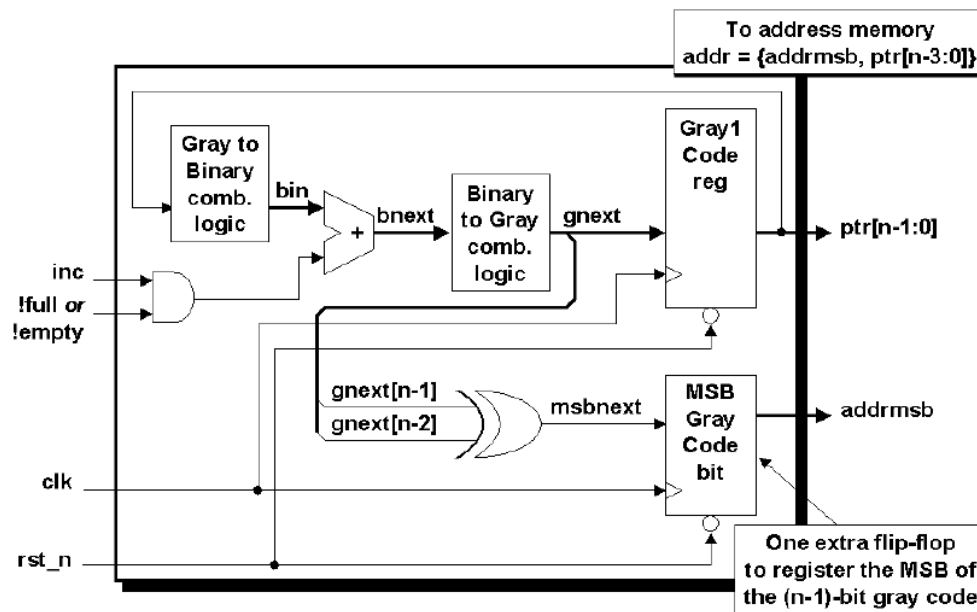 To address memory
addr = {addrmsb, ptr[n-3:0]}
Gray to
Binary
comb.
logic
bin
+
bnext
Binary
to Gray
comb.
logic
gnext
Gray1
Code
reg
ptr[n-1:0]
inc
!full or
!empty
gnext[n-1]
gnext[n-2]
msbnext
MSB
Gray
Code
bit
addrmsb
clk
rst_n
One extra flip-flop
to register the MSB of
the (n-1)-bit gray code